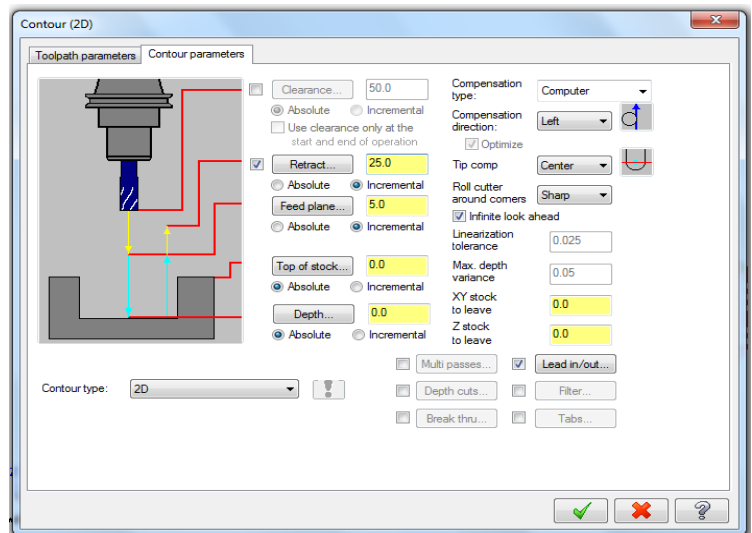 Contour (2D)
Toolpath parameters
Contour parameters
Clearance...
50.0
Absolute
Incremental
Use clearance only at the
start and end of operation
Retract...
25.0
Absolute
Incremental
Feed plane...
5.0
Absolute
Incremental
Top of stock...
0.0
Absolute
Incremental
Depth...
0.0
Absolute
Incremental
Compensation
type:
Computer
Compensation
direction:
Left
Optimize
Tip comp
Center
Roll cutter
around corners
Sharp
Infinite look ahead
Linearization
tolerance
0.025
Max. depth
variance
0.05
XY stock
to leave
0.0
Z stock
to leave
0.0
Multi passes...
Lead in/out...
Contour type:
2D
Depth cuts...
Filter...
Break thru...
Tabs...